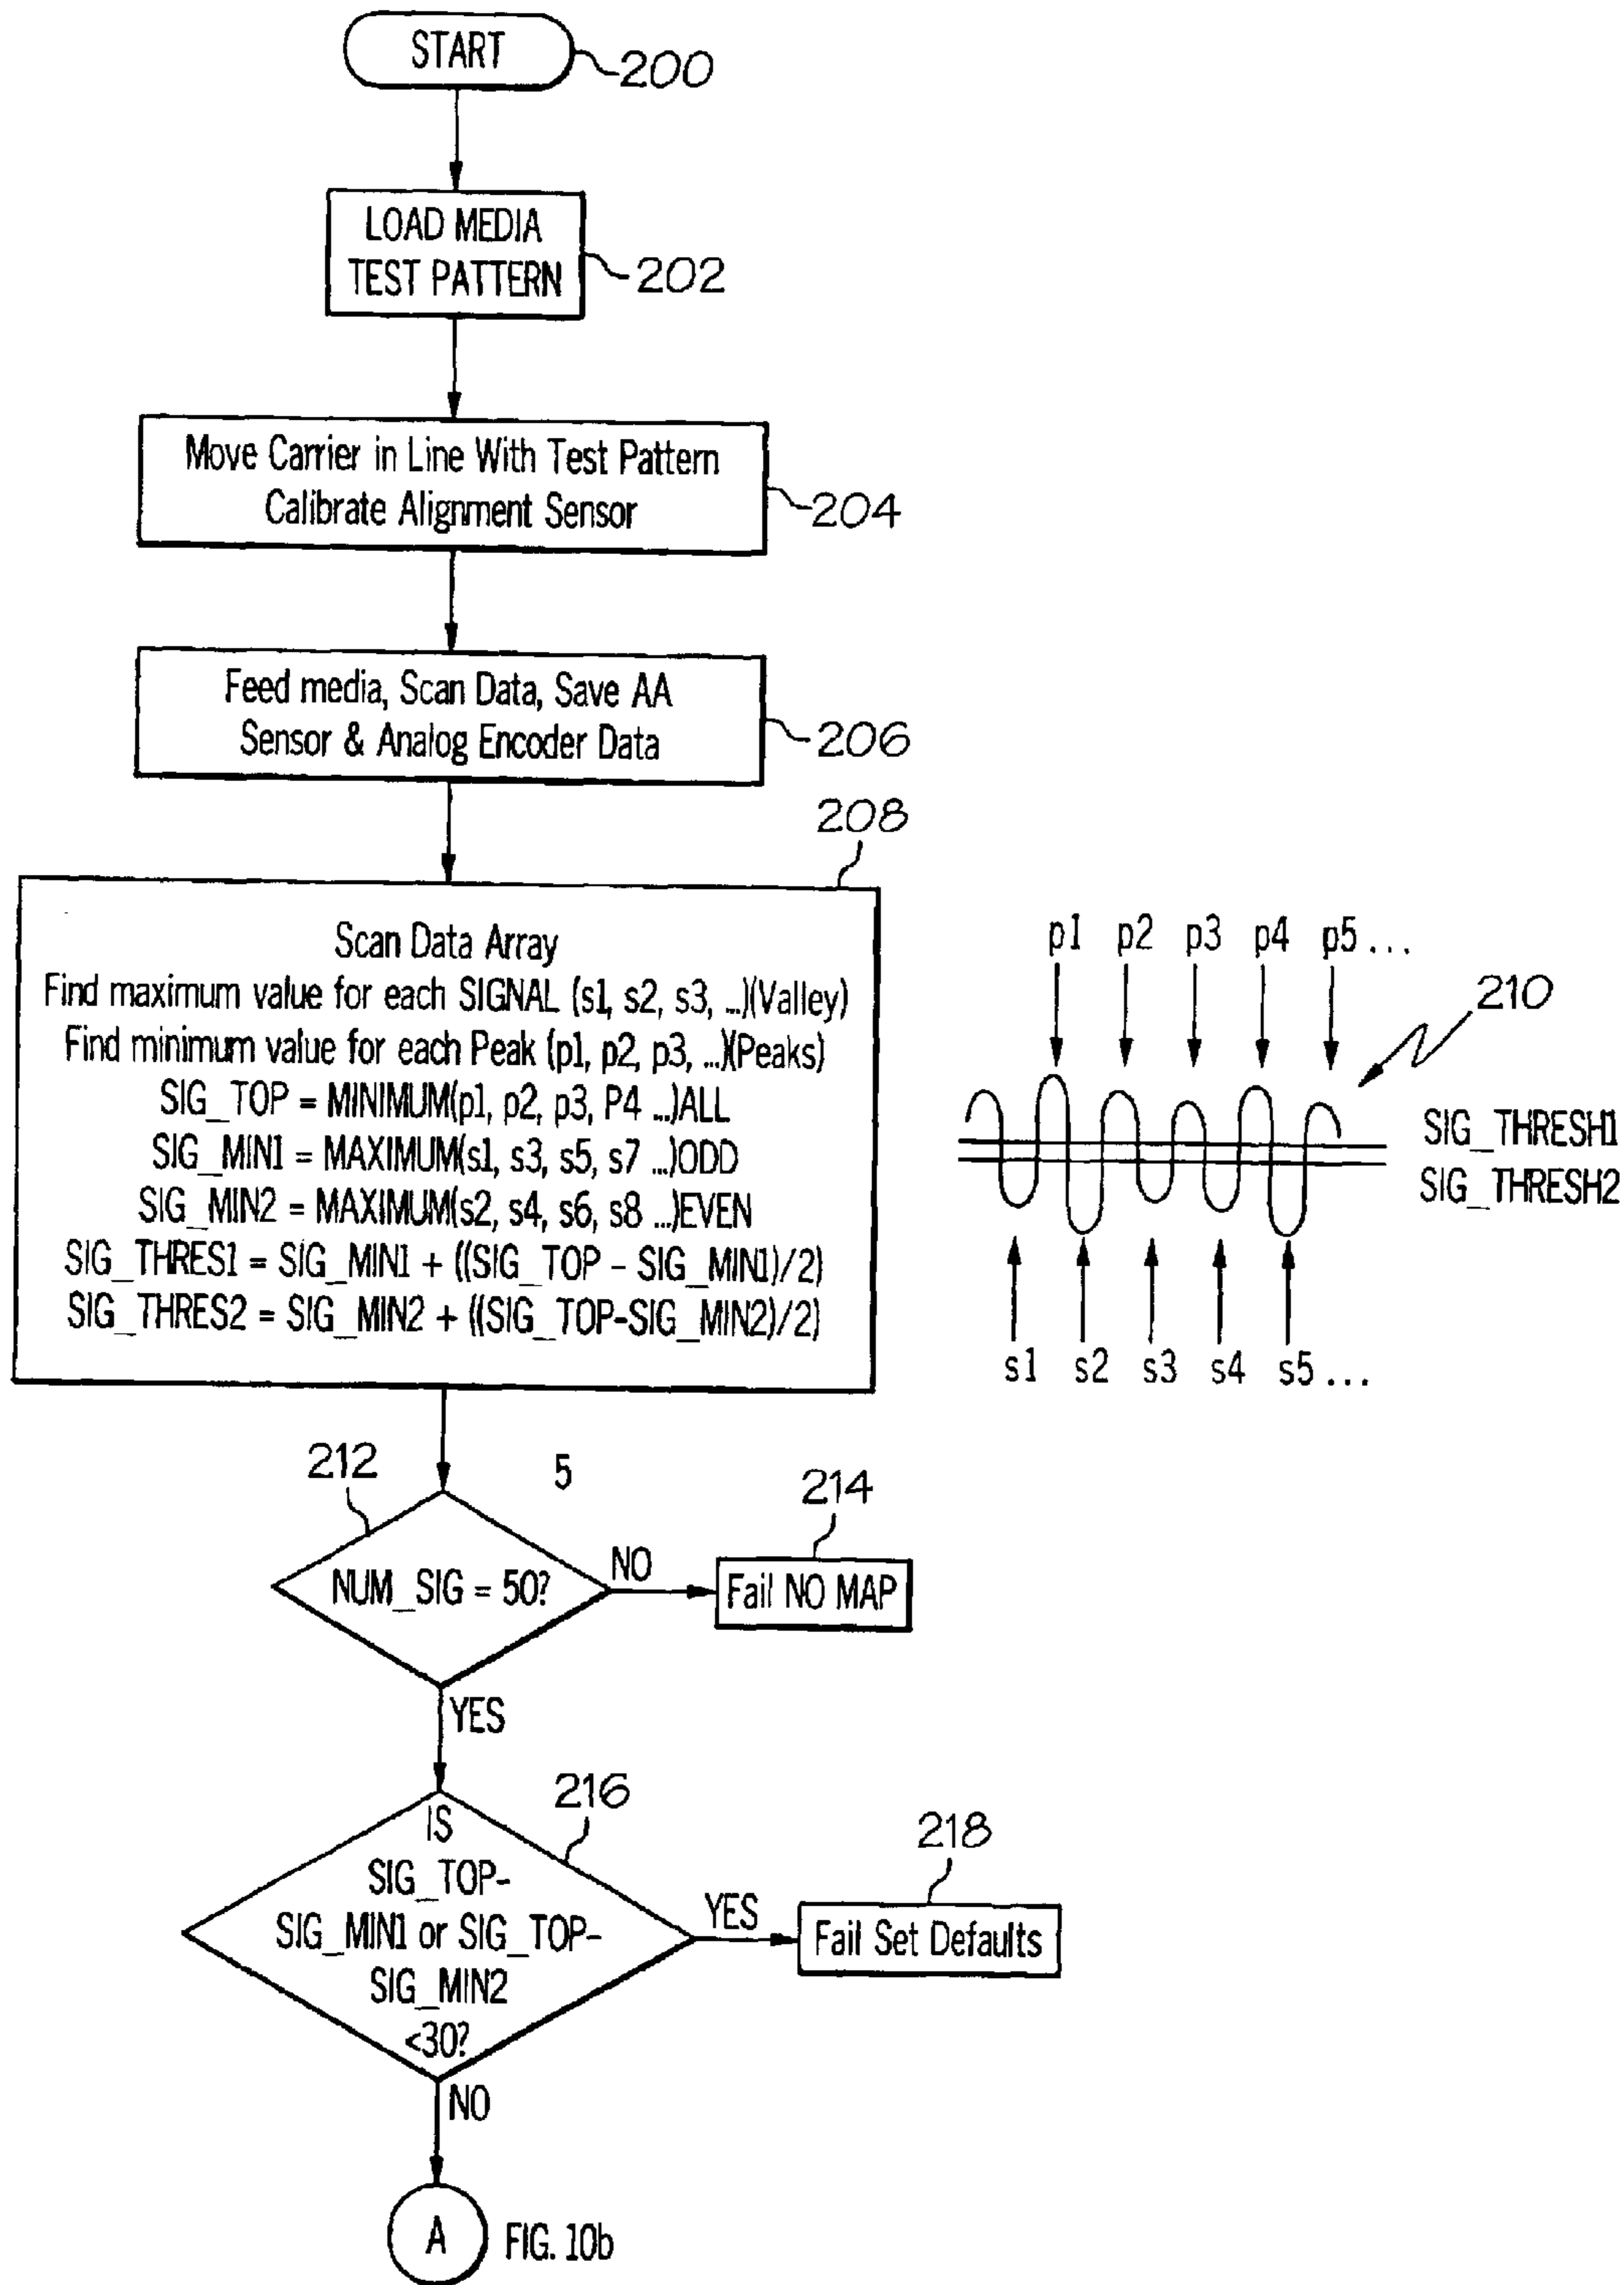 START
200
LOAD MEDIA
TEST PATTERN
202
Move Carrier in Line With Test Pattern
Calibrate Alignment Sensor
204
Feed media, Scan Data, Save AA
Sensor & Analog Encoder Data
206
208
Scan Data Array
Find maximum value for each SIGNAL (s1, s2, s3, ...)(Valley)
Find minimum value for each Peak (p1, p2, p3, ...)(Peaks)
SIG_TOP = MINIMUM(p1, p2, p3, P4 ...)ALL
SIG_MIN1 = MAXIMUM(s1, s3, s5, s7 ...)ODD
SIG_MIN2 = MAXIMUM(s2, s4, s6, s8 ...)EVEN
SIG_THRES1 = SIG_MIN1 + ((SIG_TOP - SIG_MIN1)/2)
SIG_THRES2 = SIG_MIN2 + ((SIG_TOP-SIG_MIN2)/2)
p1 p2 p3 p4 p5 ...
210
SIG_THRESH1
SIG_THRESH2
s1 s2 s3 s4 s5 ...
212
5
NUM_SIG = 50?
NO
214
Fail NO MAP
YES
216
IS
SIG_TOP-
SIG_MIN1 or SIG_TOP-
SIG_MIN2
<30?
YES
218
Fail Set Defaults
NO
A
FIG. 10b